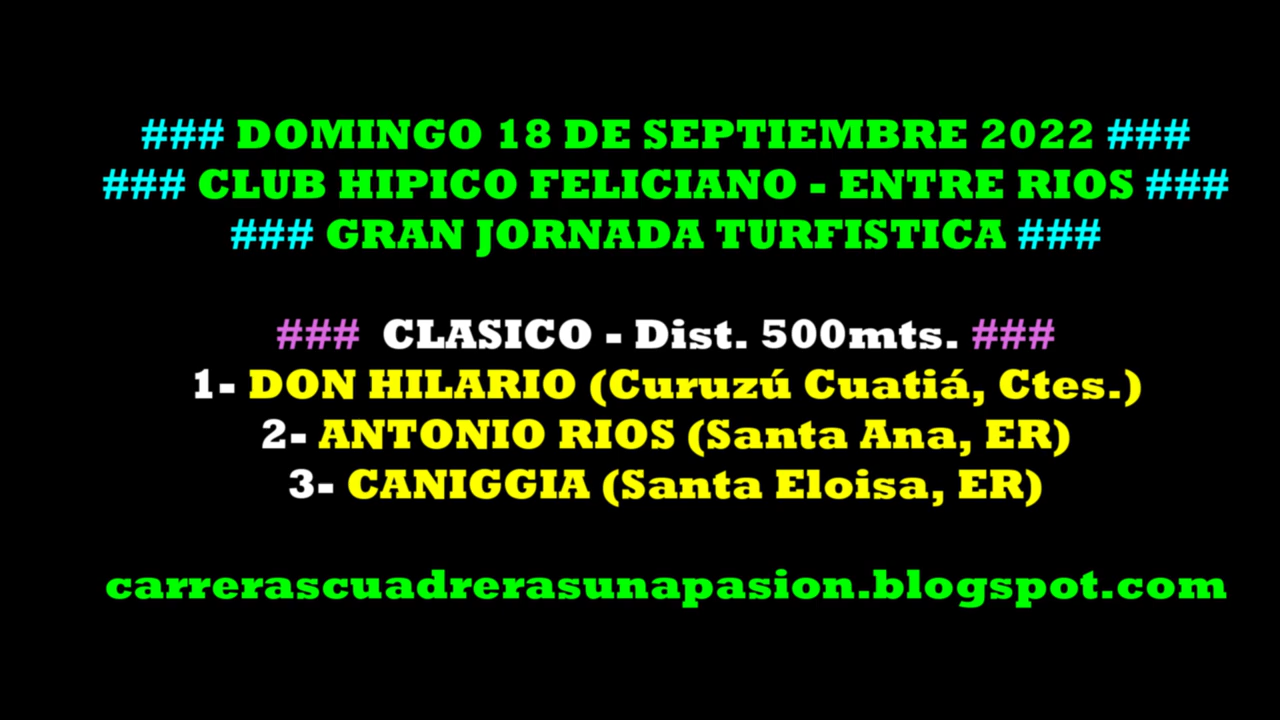 ### DOMINGO 18 DE SEPTIEMBRE 2022 ###
### CLUB HIPICO FELICIANO - ENTRE RIOS ###
### GRAN JORNADA TURFISTICA ###
### CLASICO - Dist. 500mts. ###
1- DON HILARIO (Curuzú Cuatiá, Ctes.)
2- ANTONIO RIOS (Santa Ana, ER)
3- CANIGGIA (Santa Eloisa, ER)
carrerascuadrerasunapasion.blogspot.com